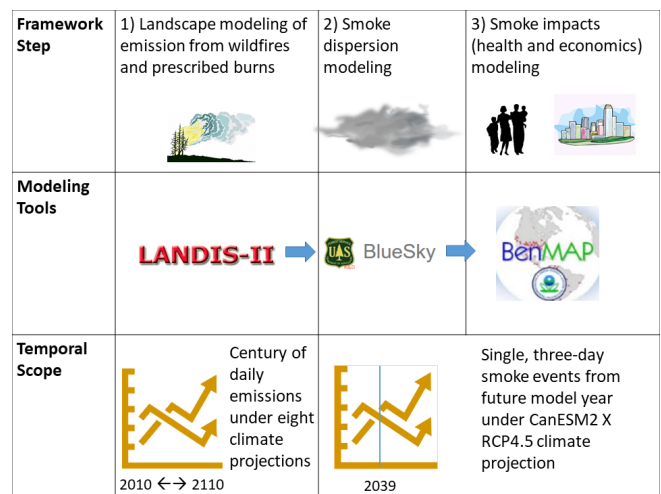 Framework
Step
1) Landscape modeling of
emission from wildfires
and prescribed burns
2) Smoke
dispersion
modeling
3) Smoke impacts
(health and economics)
modeling
Modeling
Tools
LANDIS-II
UAS
BlueSky
BenMAP
Temporal
Scope
Century of
daily
emissions
under eight
climate
projections
2010 ←→ 2110
2039
Single, three-day
smoke events from
future model year
under CanESM2 X
RCP4.5 climate
projection